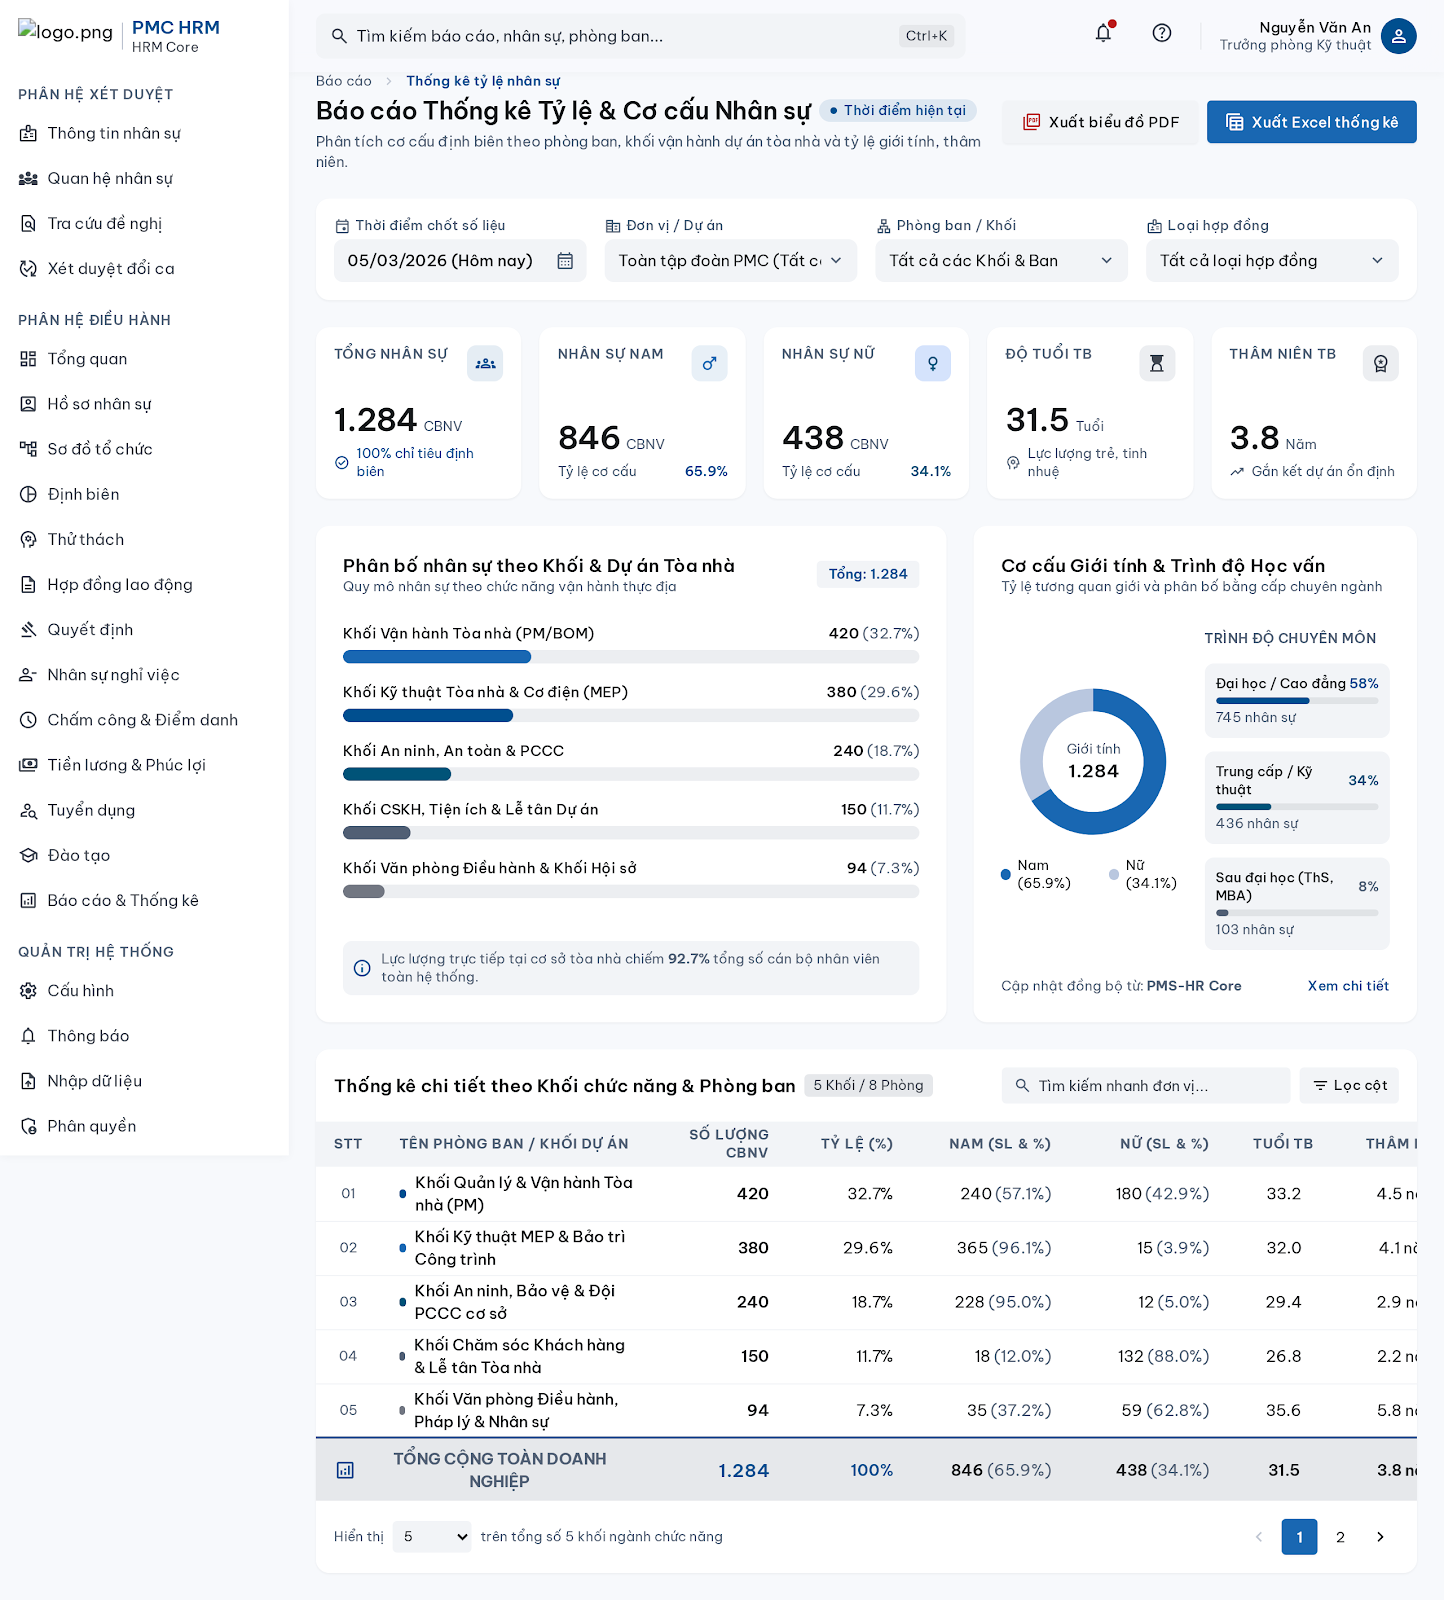 logo.png
PMC HRM
HRM Core
PHÂN HỆ XÉT DUYỆT
Thông tin nhân sự
Quan hệ nhân sự
Tra cứu đề nghị
Xét duyệt đổi ca
PHÂN HỆ ĐIỀU HÀNH
Tổng quan
Hồ sơ nhân sự
Sơ đồ tổ chức
Định biên
Thử thách
Hợp đồng lao động
Quyết định
Nhân sự nghỉ việc
Chấm công & Điểm danh
Tiền lương & Phúc lợi
Tuyển dụng
Đào tạo
Báo cáo & Thống kê
QUẢN TRỊ HỆ THỐNG
Cấu hình
Thông báo
Nhập dữ liệu
Phân quyền
Tìm kiếm báo cáo, nhân sự, phòng ban...
Ctrl+K
Nguyễn Văn An
Trưởng phòng Kỹ thuật
Báo cáo
Thống kê tỷ lệ nhân sự
Báo cáo Thống kê Tỷ lệ & Cơ cấu Nhân sự
Thời điểm hiện tại
Phân tích cơ cấu định biên theo phòng ban, khối vận hành dự án tòa nhà và tỷ lệ giới tính, thâm
niên.
Xuất biểu đồ PDF
Xuất Excel thống kê
Thời điểm chốt số liệu
05/03/2026 (Hôm nay)
Đơn vị / Dự án
Toàn tập đoàn PMC (Tất cả
Phòng ban / Khối
Tất cả các Khối & Ban
Loại hợp đồng
Tất cả loại hợp đồng
TỔNG NHÂN SỰ
1.284 CBNV
100% chỉ tiêu định
biên
NHÂN SỰ NAM
846 CBNV
Tỷ lệ cơ cấu 65.9%
NHÂN SỰ NỮ
438 CBNV
Tỷ lệ cơ cấu 34.1%
ĐỘ TUỔI TB
31.5 Tuổi
Lực lượng trẻ, tinh
nhuệ
THÂM NIÊN TB
3.8 Năm
Gắn kết dự án ổn định
Phân bố nhân sự theo Khối & Dự án Tòa nhà
Quy mô nhân sự theo chức năng vận hành thực địa
Tổng: 1.284
Khối Vận hành Tòa nhà (PM/BOM) 420 (32.7%)
Khối Kỹ thuật Tòa nhà & Cơ điện (MEP) 380 (29.6%)
Khối An ninh, An toàn & PCCC 240 (18.7%)
Khối CSKH, Tiện ích & Lễ tân Dự án 150 (11.7%)
Khối Văn phòng Điều hành & Khối Hội sở 94 (7.3%)
Lực lượng trực tiếp tại cơ sở tòa nhà chiếm 92.7% tổng số cán bộ nhân viên
toàn hệ thống.
Cơ cấu Giới tính & Trình độ Học vấn
Tỷ lệ tương quan giới và phân bố bằng cấp chuyên ngành
Giới tính
1.284
Nam
(65.9%)
Nữ
(34.1%)
TRÌNH ĐỘ CHUYÊN MÔN
Đại học / Cao đẳng 58%
745 nhân sự
Trung cấp / Kỹ
thuật
34%
436 nhân sự
Sau đại học (ThS,
MBA)
8%
103 nhân sự
Cập nhật đồng bộ từ: PMS-HR Core
Xem chi tiết
Thống kê chi tiết theo Khối chức năng & Phòng ban
5 Khối / 8 Phòng
Tìm kiếm nhanh đơn vị...
Lọc cột
STT TÊN PHÒNG BAN / KHỐI DỰ ÁN SỐ LƯỢNG CBNV TỶ LỆ (%) NAM (SL & %) NỮ (SL & %) TUỔI TB THÂM
01 Khối Quản lý & Vận hành Tòa nhà (PM) 420 32.7% 240 (57.1%) 180 (42.9%) 33.2 4.5
02 Khối Kỹ thuật MEP & Bảo trì Công trình 380 29.6% 365 (96.1%) 15 (3.9%) 32.0 4.1
03 Khối An ninh, Bảo vệ & Đội PCCC cơ sở 240 18.7% 228 (95.0%) 12 (5.0%) 29.4 2.9
04 Khối Chăm sóc Khách hàng & Lễ tân Tòa nhà 150 11.7% 18 (12.0%) 132 (88.0%) 26.8 2.2
05 Khối Văn phòng Điều hành, Pháp lý & Nhân sự 94 7.3% 35 (37.2%) 59 (62.8%) 35.6 5.8
TỔNG CỘNG TOÀN DOANH NGHIỆP 1.284 100% 846 (65.9%) 438 (34.1%) 31.5 3.8
Hiển thị 5 trên tổng số 5 khối ngành chức năng
1 2